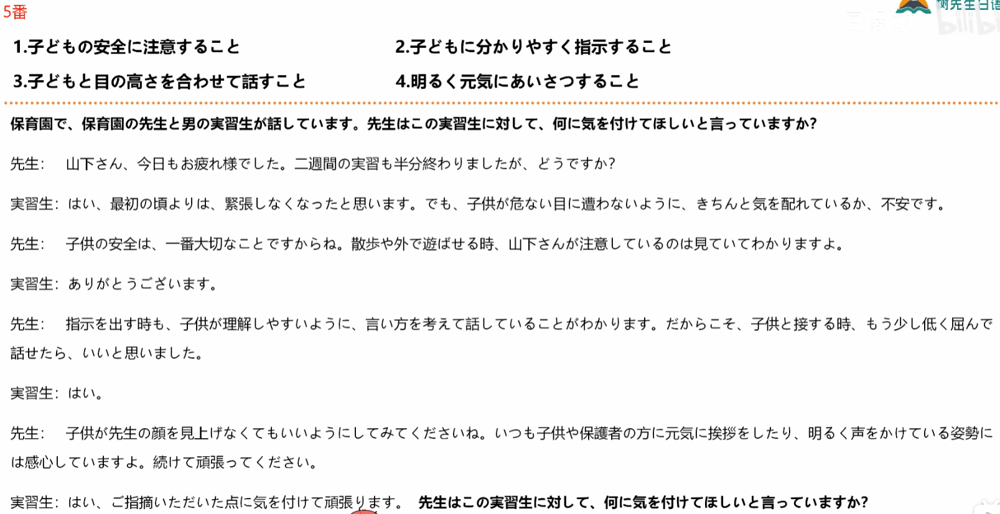 5番
树先生日语
bilibili
1.子どもの安全に注意すること
2.子どもに分かりやすく指示すること
3.子どもと目の高さを合わせて話すこと
4.明るく元気にあいさつすること
保育園で、保育園の先生と男の実習生が話しています。先生はこの実習生に対して、何に気を付けてほしいと言っていますか?
先生： 山下さん、今日もお疲れ様でした。二週間の実習も半分終わりましたが、どうですか?
実習生：はい、最初の頃よりは、緊張しなくなったと思います。でも、子供が危ない目に遭わないように、きちんと気を配れているか、不安です。
先生： 子供の安全は、一番大切なことですからね。散歩や外で遊ばせる時、山下さんが注意しているのは見ていてわかりますよ。
実習生：ありがとうございます。
先生： 指示を出す時も、子供が理解しやすいように、言い方を考えて話していることがわかります。だからこそ、子供と接する時、もう少し低く屈んで
話せたら、いいと思いました。
実習生：はい。
先生： 子供が先生の顔を見上げなくてもいいようにしてみてくださいね。いつも子供や保護者の方に元気に挨拶をしたり、明るく声をかけている姿勢に
は感心していますよ。続けて頑張ってください。
実習生：はい、ご指摘いただいた点に気を付けて頑張ります。 先生はこの実習生に対して、何に気を付けてほしいと言っていますか?